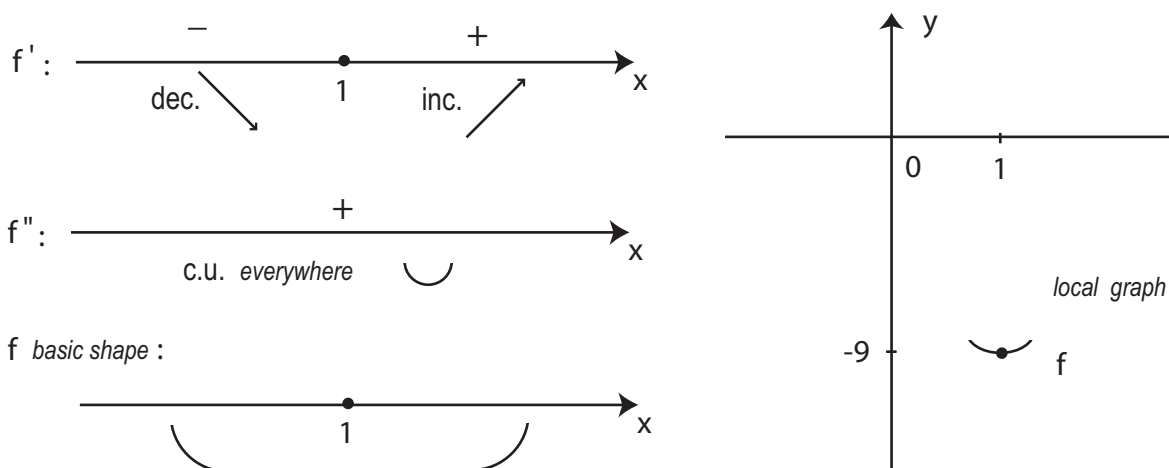 − +
f ' :
1
x
dec.
inc.
+
f " :
x
c.u. everywhere
f basic shape :
1
x
y
0
1
local graph
-9
f